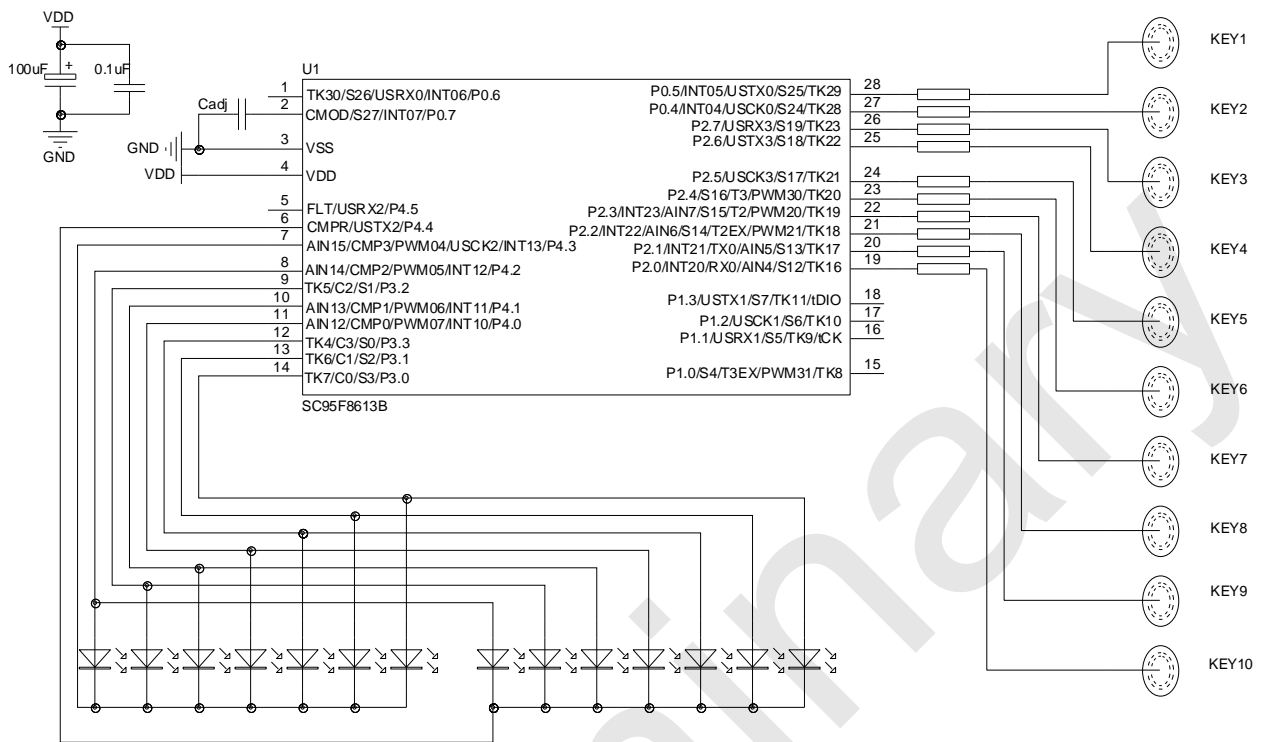 VDD
100uF
+
0.1uF
GND
Cadj
GND
VDD
U1
1
TK30/S26/USRX0/INT06/P0.6
2
CMOD/S27/INT07/P0.7
3
VSS
4
VDD
5
FLT/USRX2/P4.5
6
CMPR/USTX2/P4.4
7
AIN15/CMP3/PWM04/USCK2/INT13/P4.3
8
AIN14/CMP2/PWM05/INT12/P4.2
9
TK5/C2/S1/P3.2
10
AIN13/CMP1/PWM06/INT11/P4.1
11
AIN12/CMP0/PWM07/INT10/P4.0
12
TK4/C3/S0/P3.3
13
TK6/C1/S2/P3.1
14
TK7/C0/S3/P3.0
SC95F8613B
P0.5/INT05/USTX0/S25/TK29
28
P0.4/INT04/USCK0/S24/TK28
27
P2.7/USRX3/S19/TK23
26
P2.6/USTX3/S18/TK22
25
P2.5/USCK3/S17/TK21
24
P2.4/S16/T3/PWM30/TK20
23
P2.3/INT23/AIN7/S15/T2/PWM20/TK19
22
P2.2/INT22/AIN6/S14/T2EX/PWM21/TK18
21
P2.1/INT21/TX0/AIN5/S13/TK17
20
P2.0/INT20/RX0/AIN4/S12/TK16
19
P1.3/USTX1/S7/TK11/tDIO
18
P1.2/USCK1/S6/TK10
17
P1.1/USRX1/S5/TK9/tCK
16
P1.0/S4/T3EX/PWM31/TK8
15
KEY1
KEY2
KEY3
KEY4
KEY5
KEY6
KEY7
KEY8
KEY9
KEY10
inary